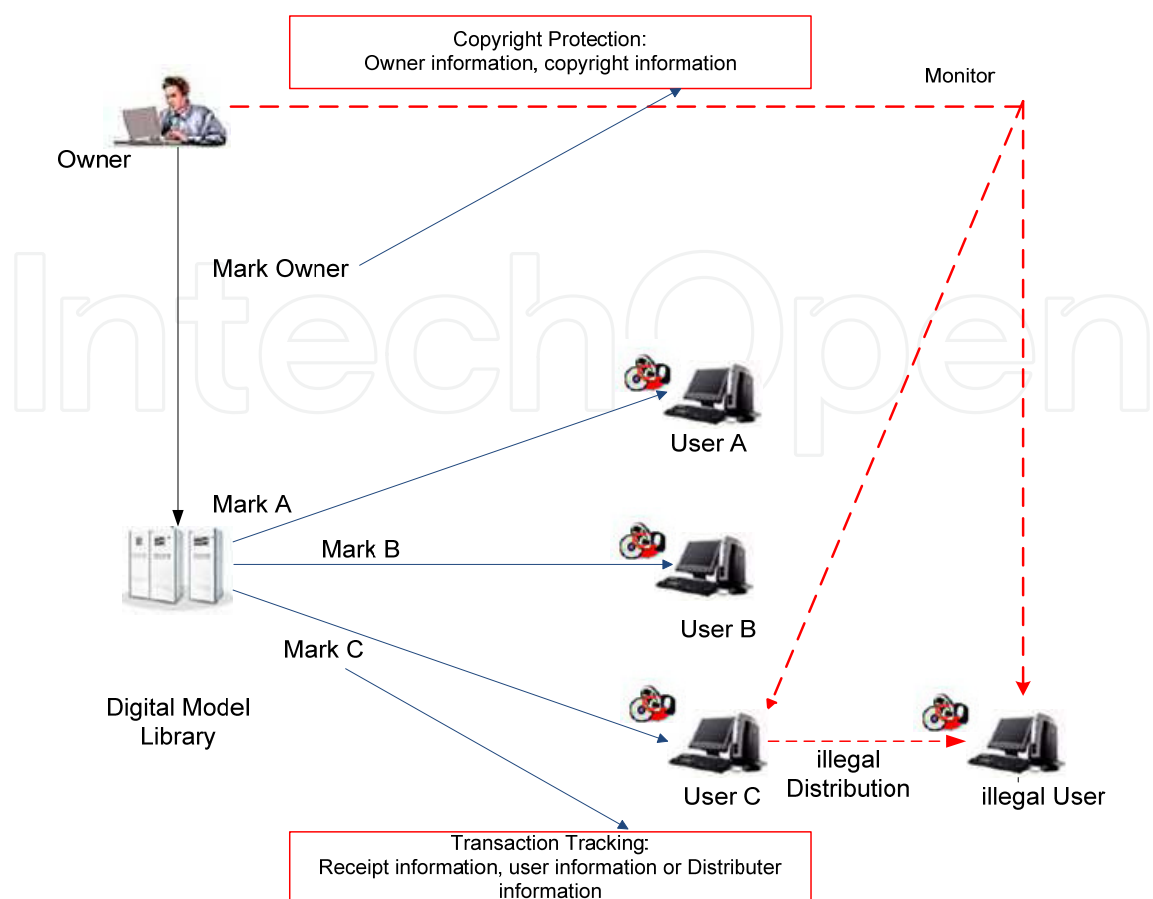 Copyright Protection:
Owner information, copyright information
Monitor
Owner
Mark Owner
IntechOpen
User A
Mark A
Mark B
User B
Mark C
Digital Model
Library
User C
illegal
Distribution
illegal User
Transaction Tracking:
Receipt information, user information or Distributer
information